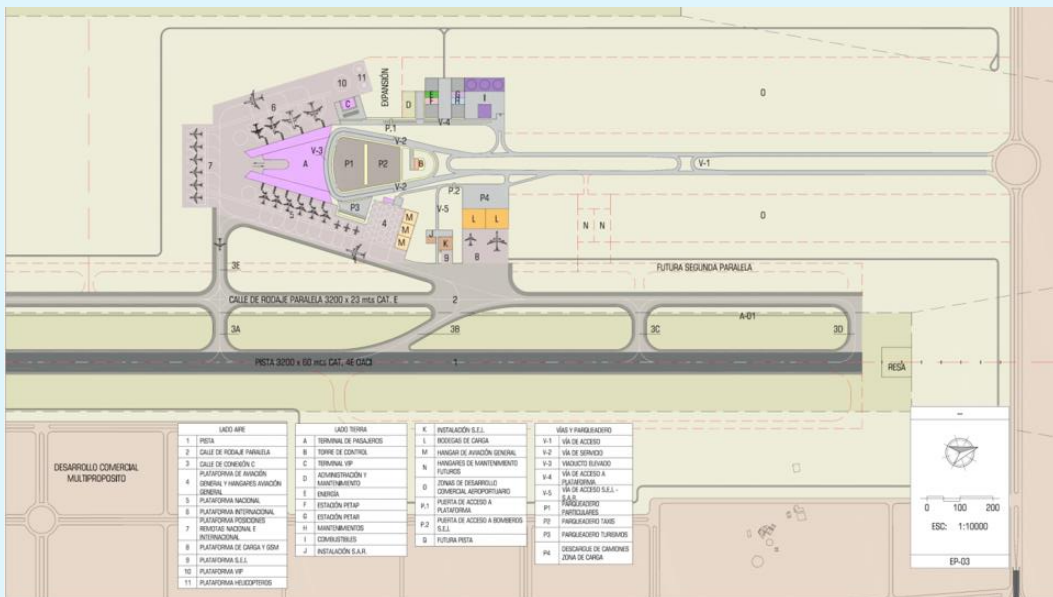 EXPANSIÓN
10
11
C
6
D
E
F
G
H
I
P.1
V-4
V-2
V-3
7
A
P1
P2
B
V-1
O
V-2
P.2
P4
V-5
P3
5
4
M
M
M
L
L
J
K
9
8
N
N
O
3E
FUTURA SEGUNDA PARALELA
CALLE DE RODAJE PARALELA 3200 x 23 mts CAT. E
2
A-01
3A
3B
3C
3D
PISTA 3200 x 60 mts CAT. 4E OACI
1
RESA
DESARROLLO COMERCIAL
MULTIPROPOSITO
LADO AIRE
1 PISTA
2 CALLE DE RODAJE PARALELA
3 CALLE DE CONEXIÓN C
4 PLATAFORMA DE AVIACIÓN
GENERAL Y HANGARES AVIACIÓN
GENERAL
5 PLATAFORMA NACIONAL
6 PLATAFORMA INTERNACIONAL
7 PLATAFORMA POSICIONES
REMOTAS NACIONAL E
INTERNACIONAL
8 PLATAFORMA DE CARGA Y GSM
9 PLATAFORMA S.E.I.
10 PLATAFORMA VIP
11 PLATAFORMA HELICOPTEROS
LADO TIERRA
A TERMINAL DE PASAJEROS
B TORRE DE CONTROL
C TERMINAL VIP
D ADMINISTRACIÓN Y
MANTENIMIENTO
E ENERGÍA
F ESTACIÓN PETAP
G ESTACIÓN PETAR
H MANTENIMIENTOS
I COMBUSTIBLES
J INSTALACIÓN S.A.R.
K INSTALACIÓN S.E.I.
L BODEGAS DE CARGA
M HANGAR DE AVIACIÓN GENERAL
N HANGARES DE MANTENIMIENTO
FUTUROS
O ZONAS DE DESARROLLO
COMERCIAL AEROPORTUARIO
P.1 PUERTA DE ACCESO A
PLATAFORMA
P.2 PUERTA DE ACCESO A BOMBEROS
S.E.I.
Q FUTURA PISTA
VÍAS Y PARQUEADERO
V-1 VÍA DE ACCESO
V-2 VÍA DE SERVICIO
V-3 VIADUCTO ELEVADO
V-4 VÍA DE ACCESO A
PLATAFORMA
V-5 VÍA DE ACCESO S.E.I. -
S.A.R.
P1 PARQUEADERO
PARTICULARES
P2 PARQUEADERO TAXIS
P3 PARQUEADERO TURISMOS
P4 DESCARGUE DE CAMIONES
ZONA DE CARGA
0 100 200
ESC: 1:10000
EP-03